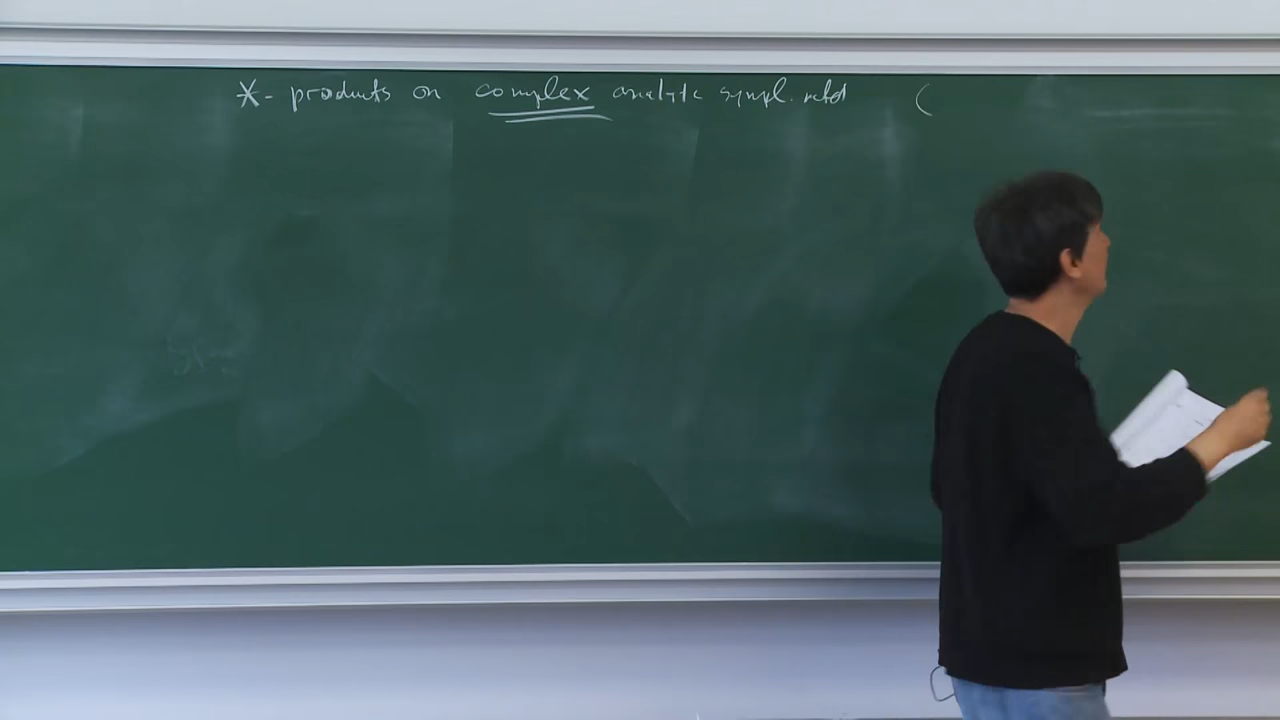 *- products on complex analytic sympl. mfd (